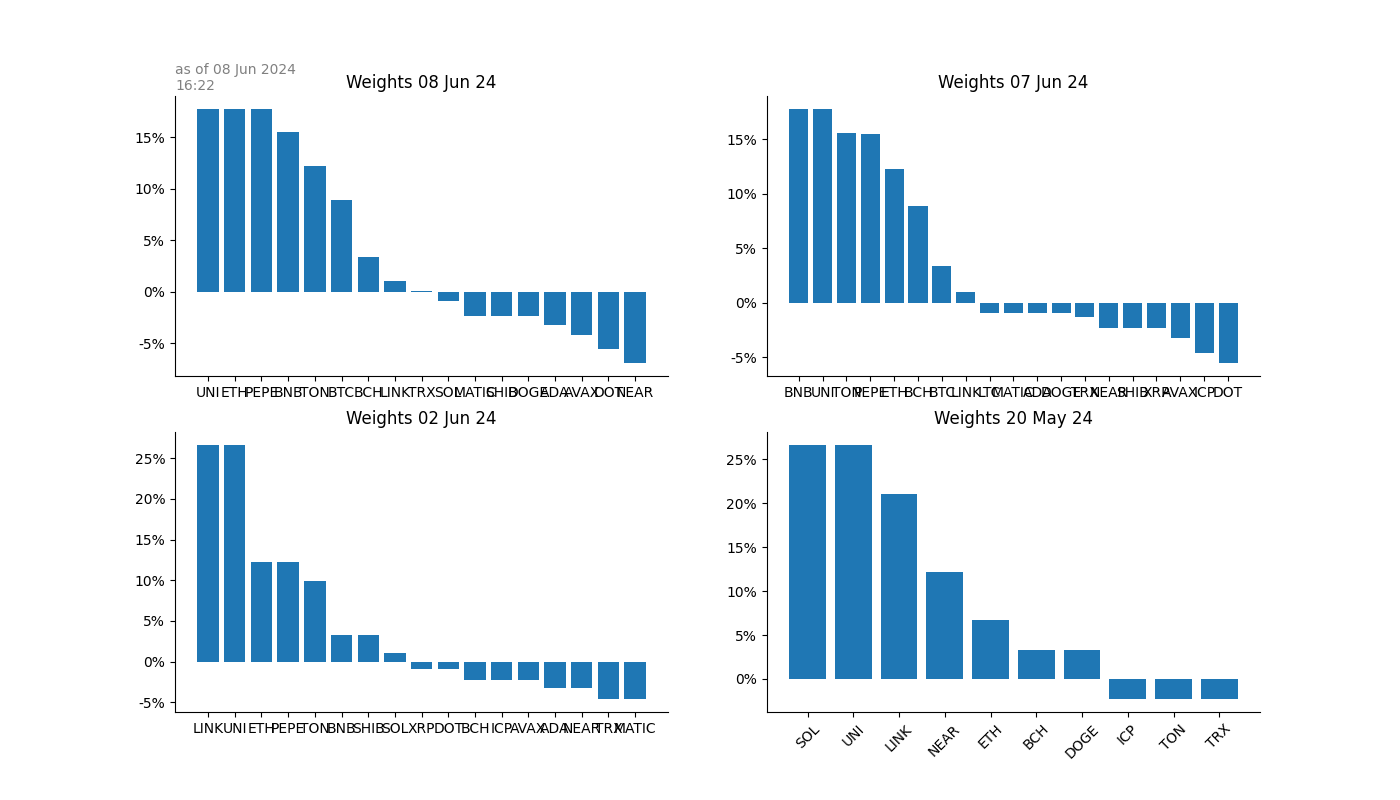 as of 08 Jun 2024
16:22
Weights 08 Jun 24
15%
10%
5%
0%
-5%
UNI ETH PEPE BNB TON BTC BCH LINK TRX SOL MATIC SHIB DOGE ADA AVAX DOT NEAR
Weights 07 Jun 24
15%
10%
5%
0%
-5%
BNB UNI TON PEPE ETH BCH BTC LINK LTC MATIC ADA DOGE TRX NEAR SHIB XRP AVAX ICP DOT
Weights 02 Jun 24
25%
20%
15%
10%
5%
0%
-5%
LINK UNI ETH PEPE TON BNB SHIB SOL XRP DOT BCH ICP AVAX ADA NEAR TRX MATIC
Weights 20 May 24
25%
20%
15%
10%
5%
0%
SOL UNI LINK NEAR ETH BCH DOGE ICP TON TRX